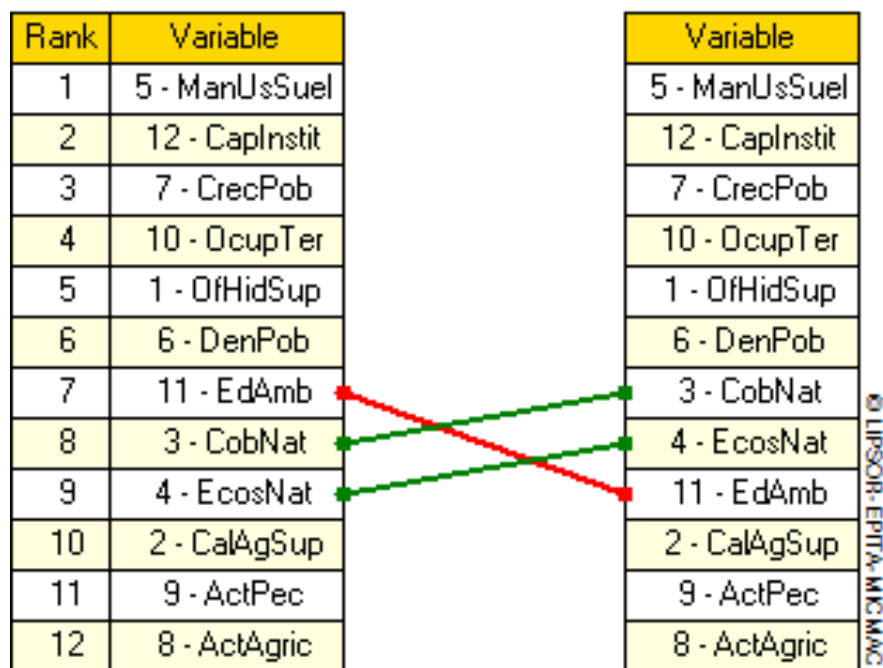 Rank Variable Variable
1 5 - ManUsSuel 5 - ManUsSuel
2 12 - CapInstit 12 - CapInstit
3 7 - CrecPob 7 - CrecPob
4 10 - OcupTer 10 - OcupTer
5 1 - OfHidSup 1 - OfHidSup
6 6 - DenPob 6 - DenPob
7 11 - EdAmb 3 - CobNat
8 3 - CobNat 4 - EcosNat
9 4 - EcosNat 11 - EdAmb
10 2 - CalAgSup 2 - CalAgSup
11 9 - ActPec 9 - ActPec
12 8 - ActAgric 8 - ActAgric
© LIPSOR-EPITA-MICMAC